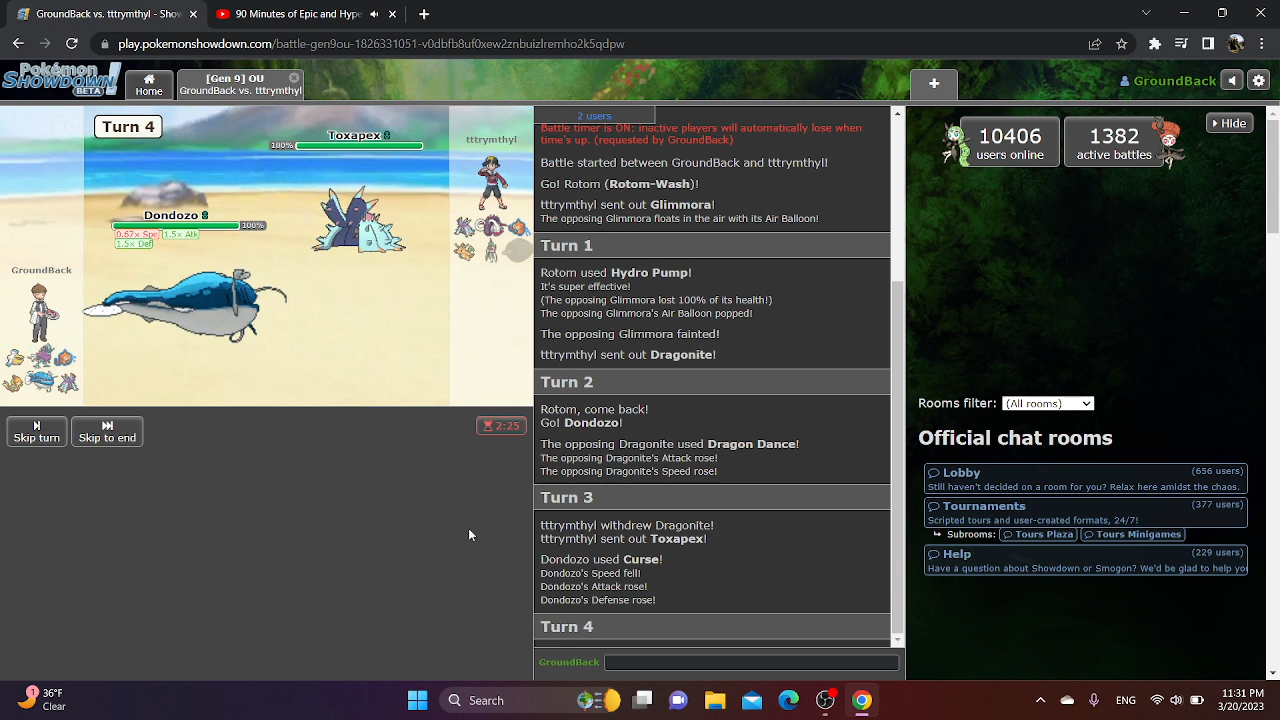 GroundBack vs. tttrymthyl - Show
90 Minutes of Epic and Hype
play.pokemonshowdown.com/battle-gen9ox-1826331051-v0dbf8uf0xew2znbuizlremho2k5qdpw
Pokémon
SHOWDOWN!
BETA
Home
[Gen 9] OU
GroundBack vs. tttrymthyl
GroundBack
Turn 4
Toxapex
100%
tttrymthyl
Dondozo
100%
0.67× Spe
1.5× Atk
1.5× Def
GroundBack
Skip turn
Skip to end
2:25
2 users
Battle timer is ON: inactive players will automatically lose when
time's up. (requested by GroundBack)
Battle started between GroundBack and tttrymthyl!
Go! Rotom (Rotom-Wash)!
tttrymthyl sent out Glimmora!
The opposing Glimmora floats in the air with its Air Balloon!
Turn 1
Rotom used Hydro Pump!
It's super effective!
(The opposing Glimmora lost 100% of its health!)
The opposing Glimmora's Air Balloon popped!
The opposing Glimmora fainted!
tttrymthyl sent out Dragonite!
Turn 2
Rotom, come back!
Go! Dondozo!
The opposing Dragonite used Dragon Dance!
The opposing Dragonite's Attack rose!
The opposing Dragonite's Speed rose!
Turn 3
tttrymthyl withdrew Dragonite!
tttrymthyl sent out Toxapex!
Dondozo used Curse!
Dondozo's Speed fell!
Dondozo's Attack rose!
Dondozo's Defense rose!
Turn 4
GroundBack
10406
users online
1382
active battles
Hide
Rooms filter: (All rooms)
Official chat rooms
Lobby (656 users)
Still haven't decided on a room for you? Relax here amidst the chaos.
Tournaments (377 users)
Scripted tours and user-created formats, 24/7!
Subrooms: Tours Plaza Tours Minigames
Help (229 users)
Have a question about Showdown or Smogon? We'd be glad to help you
1
36°F
Clear
Search
ENG
11:31 PM
3/20/2023